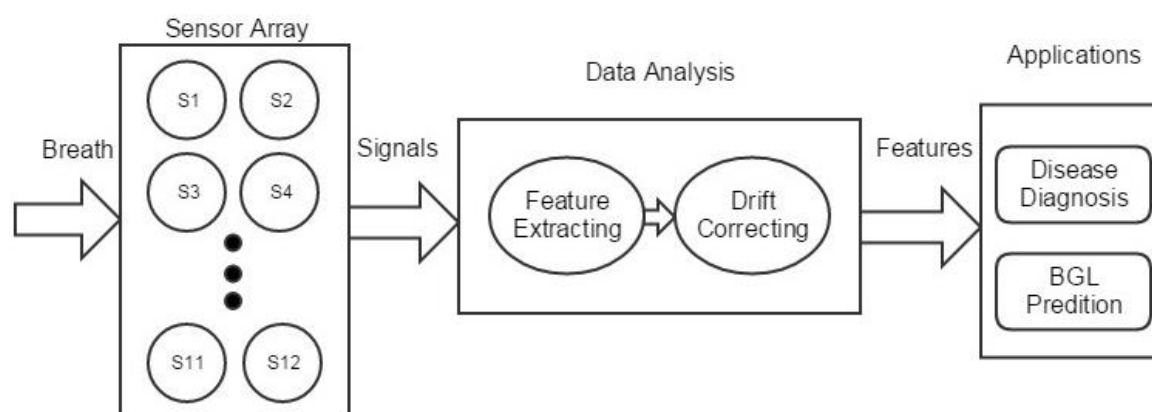 Sensor Array
S1
S2
S3
S4
S11
S12
Breath
Signals
Data Analysis
Feature
Extracting
Drift
Correcting
Features
Applications
Disease
Diagnosis
BGL
Predition